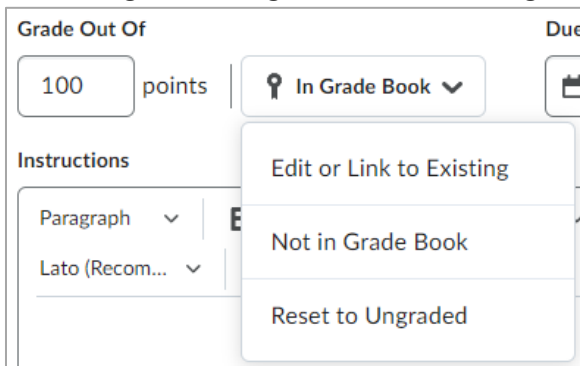 Grade Out Of
Due
100 points In Grade Book
Instructions
Edit or Link to Existing
Paragraph
Not in Grade Book
Lato (Recom...
Reset to Ungraded